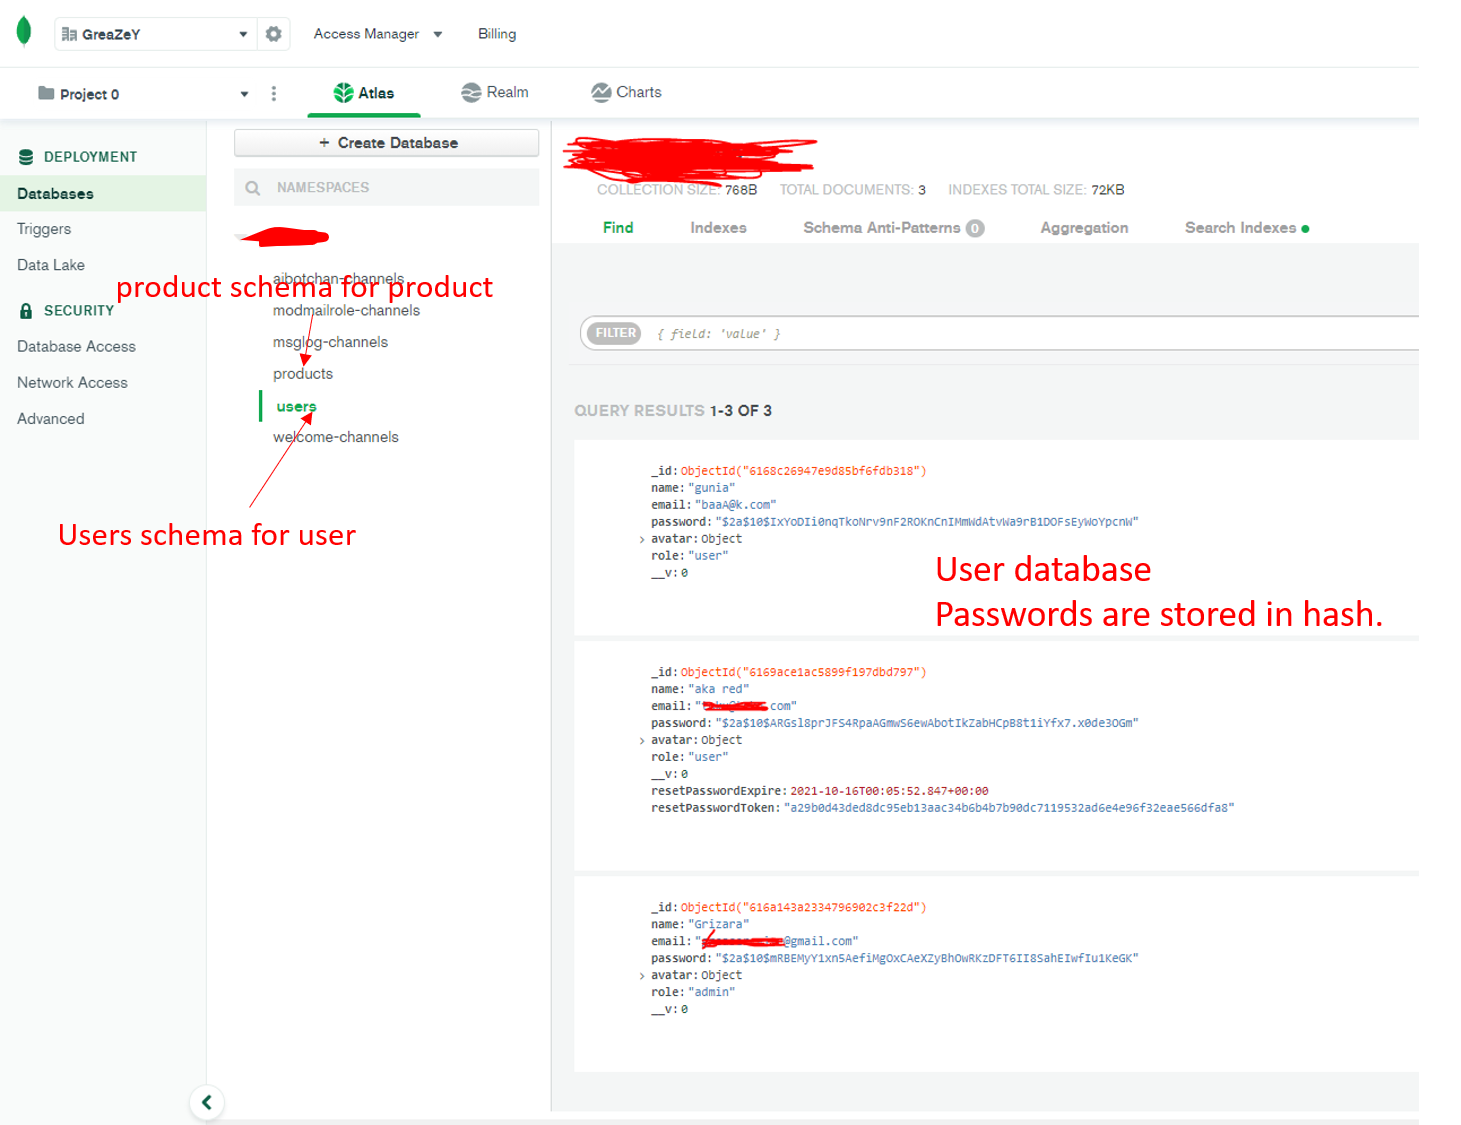 GreaZeY
Access Manager
Billing
Project 0
Atlas
Realm
Charts
DEPLOYMENT
Databases
Triggers
Data Lake
SECURITY
Database Access
Network Access
Advanced
+ Create Database
NAMESPACES
aibotchan-channels
product schema for product
modmailrole-channels
msglog-channels
products
users
welcome-channels
Users schema for user
COLLECTION SIZE: 768B TOTAL DOCUMENTS: 3 INDEXES TOTAL SIZE: 72KB
Find Indexes Schema Anti-Patterns 0 Aggregation Search Indexes
FILTER { field: 'value' }
QUERY RESULTS 1-3 OF 3
_id: ObjectId("6168c26947e9d85bf6fdb318")
name: "gunia"
email: "baaA@k.com"
password: "$2a$10$IxYoDIi0nqTkoNrv9nF2ROKnCnIMmWdAtvWa9rB1DOFsEyWoYpcnW"
avatar: Object
role: "user"
__v: 0
User database
Passwords are stored in hash.
_id: ObjectId("6169ace1ac5899f197dbd797")
name: "aka red"
email: " .com"
password: "$2a$10$ARGsl8prJFS4RpaAGmwS6ewAbotIkZabHCpB8t1iYfx7.x0de3OGm"
avatar: Object
role: "user"
__v: 0
resetPasswordExpire: 2021-10-16T00:05:52.847+00:00
resetPasswordToken: "a29b0d43ded8dc95eb13aac34b6b4b7b90dc7119532ad6e4e96f32eae566dfa8"
_id: ObjectId("616a143a2334796902c3f22d")
name: "Grizara"
email: " @gmail.com"
password: "$2a$10$mRBEMyY1xn5AefiMgOxCAeXZyBhOwRKzDFT6II8SahEIwfIu1KeGK"
avatar: Object
role: "admin"
__v: 0